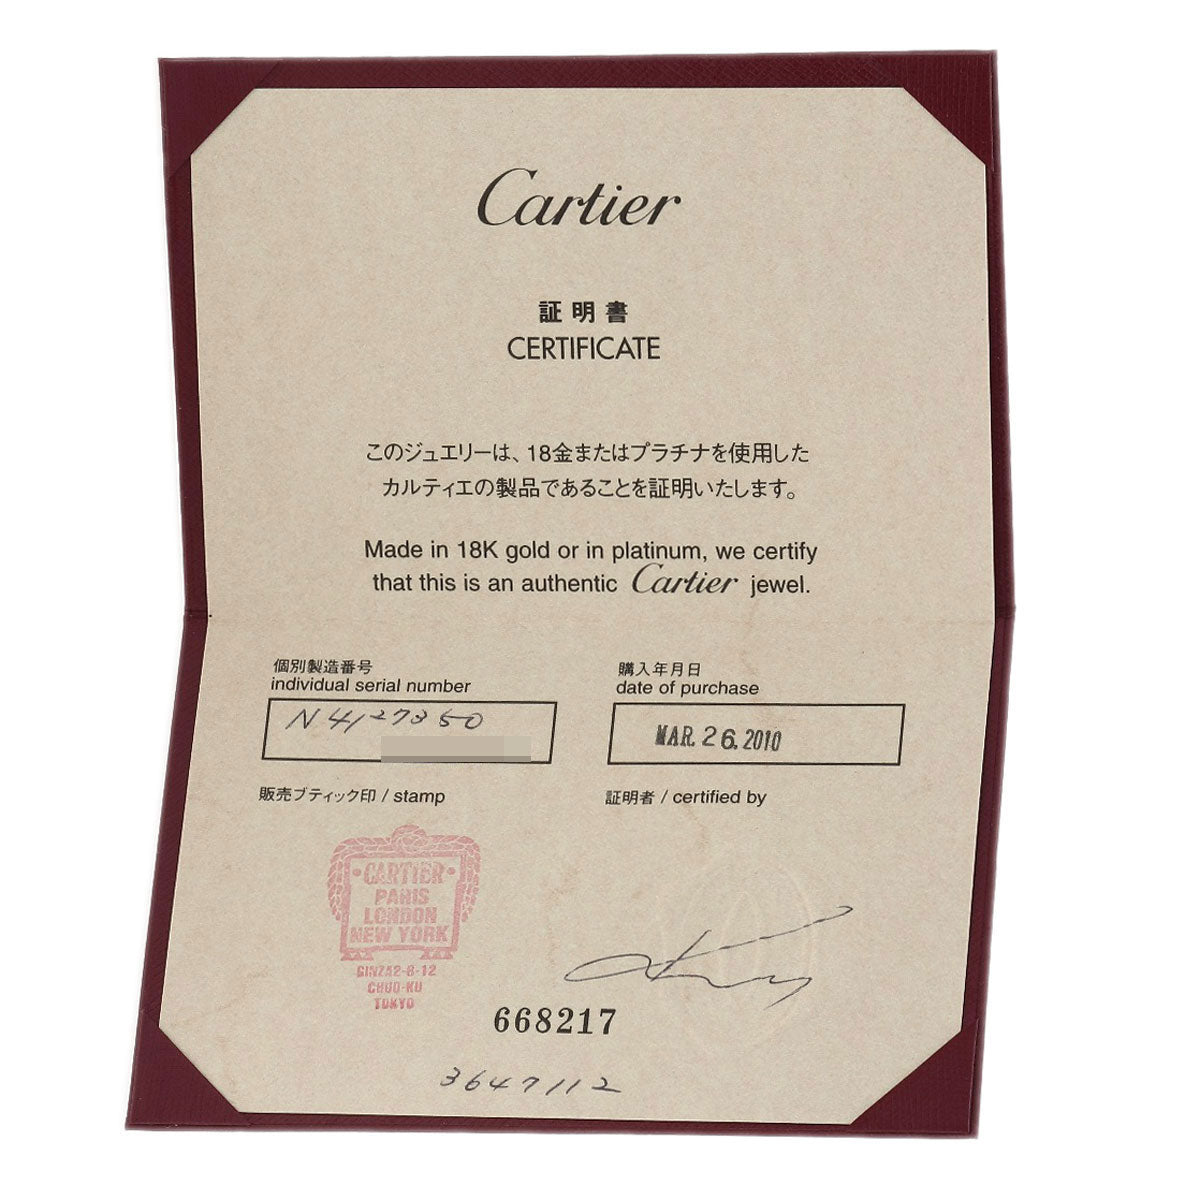 Cartier
証明書
CERTIFICATE
このジュエリーは、18金またはプラチナを使用した
カルティエの製品であることを証明いたします。
Made in 18K gold or in platinum, we certify
that this is an authentic Cartier jewel.
個別製造番号
individual serial number
N4127350
購入年月日
date of purchase
MAR. 26. 2010
販売ブティック印 / stamp
証明者 / certified by
CARTIER
PARIS
LONDON
NEW YORK
GINZA2-6-12
CHUO-KU
TOKYO
668217
3647112